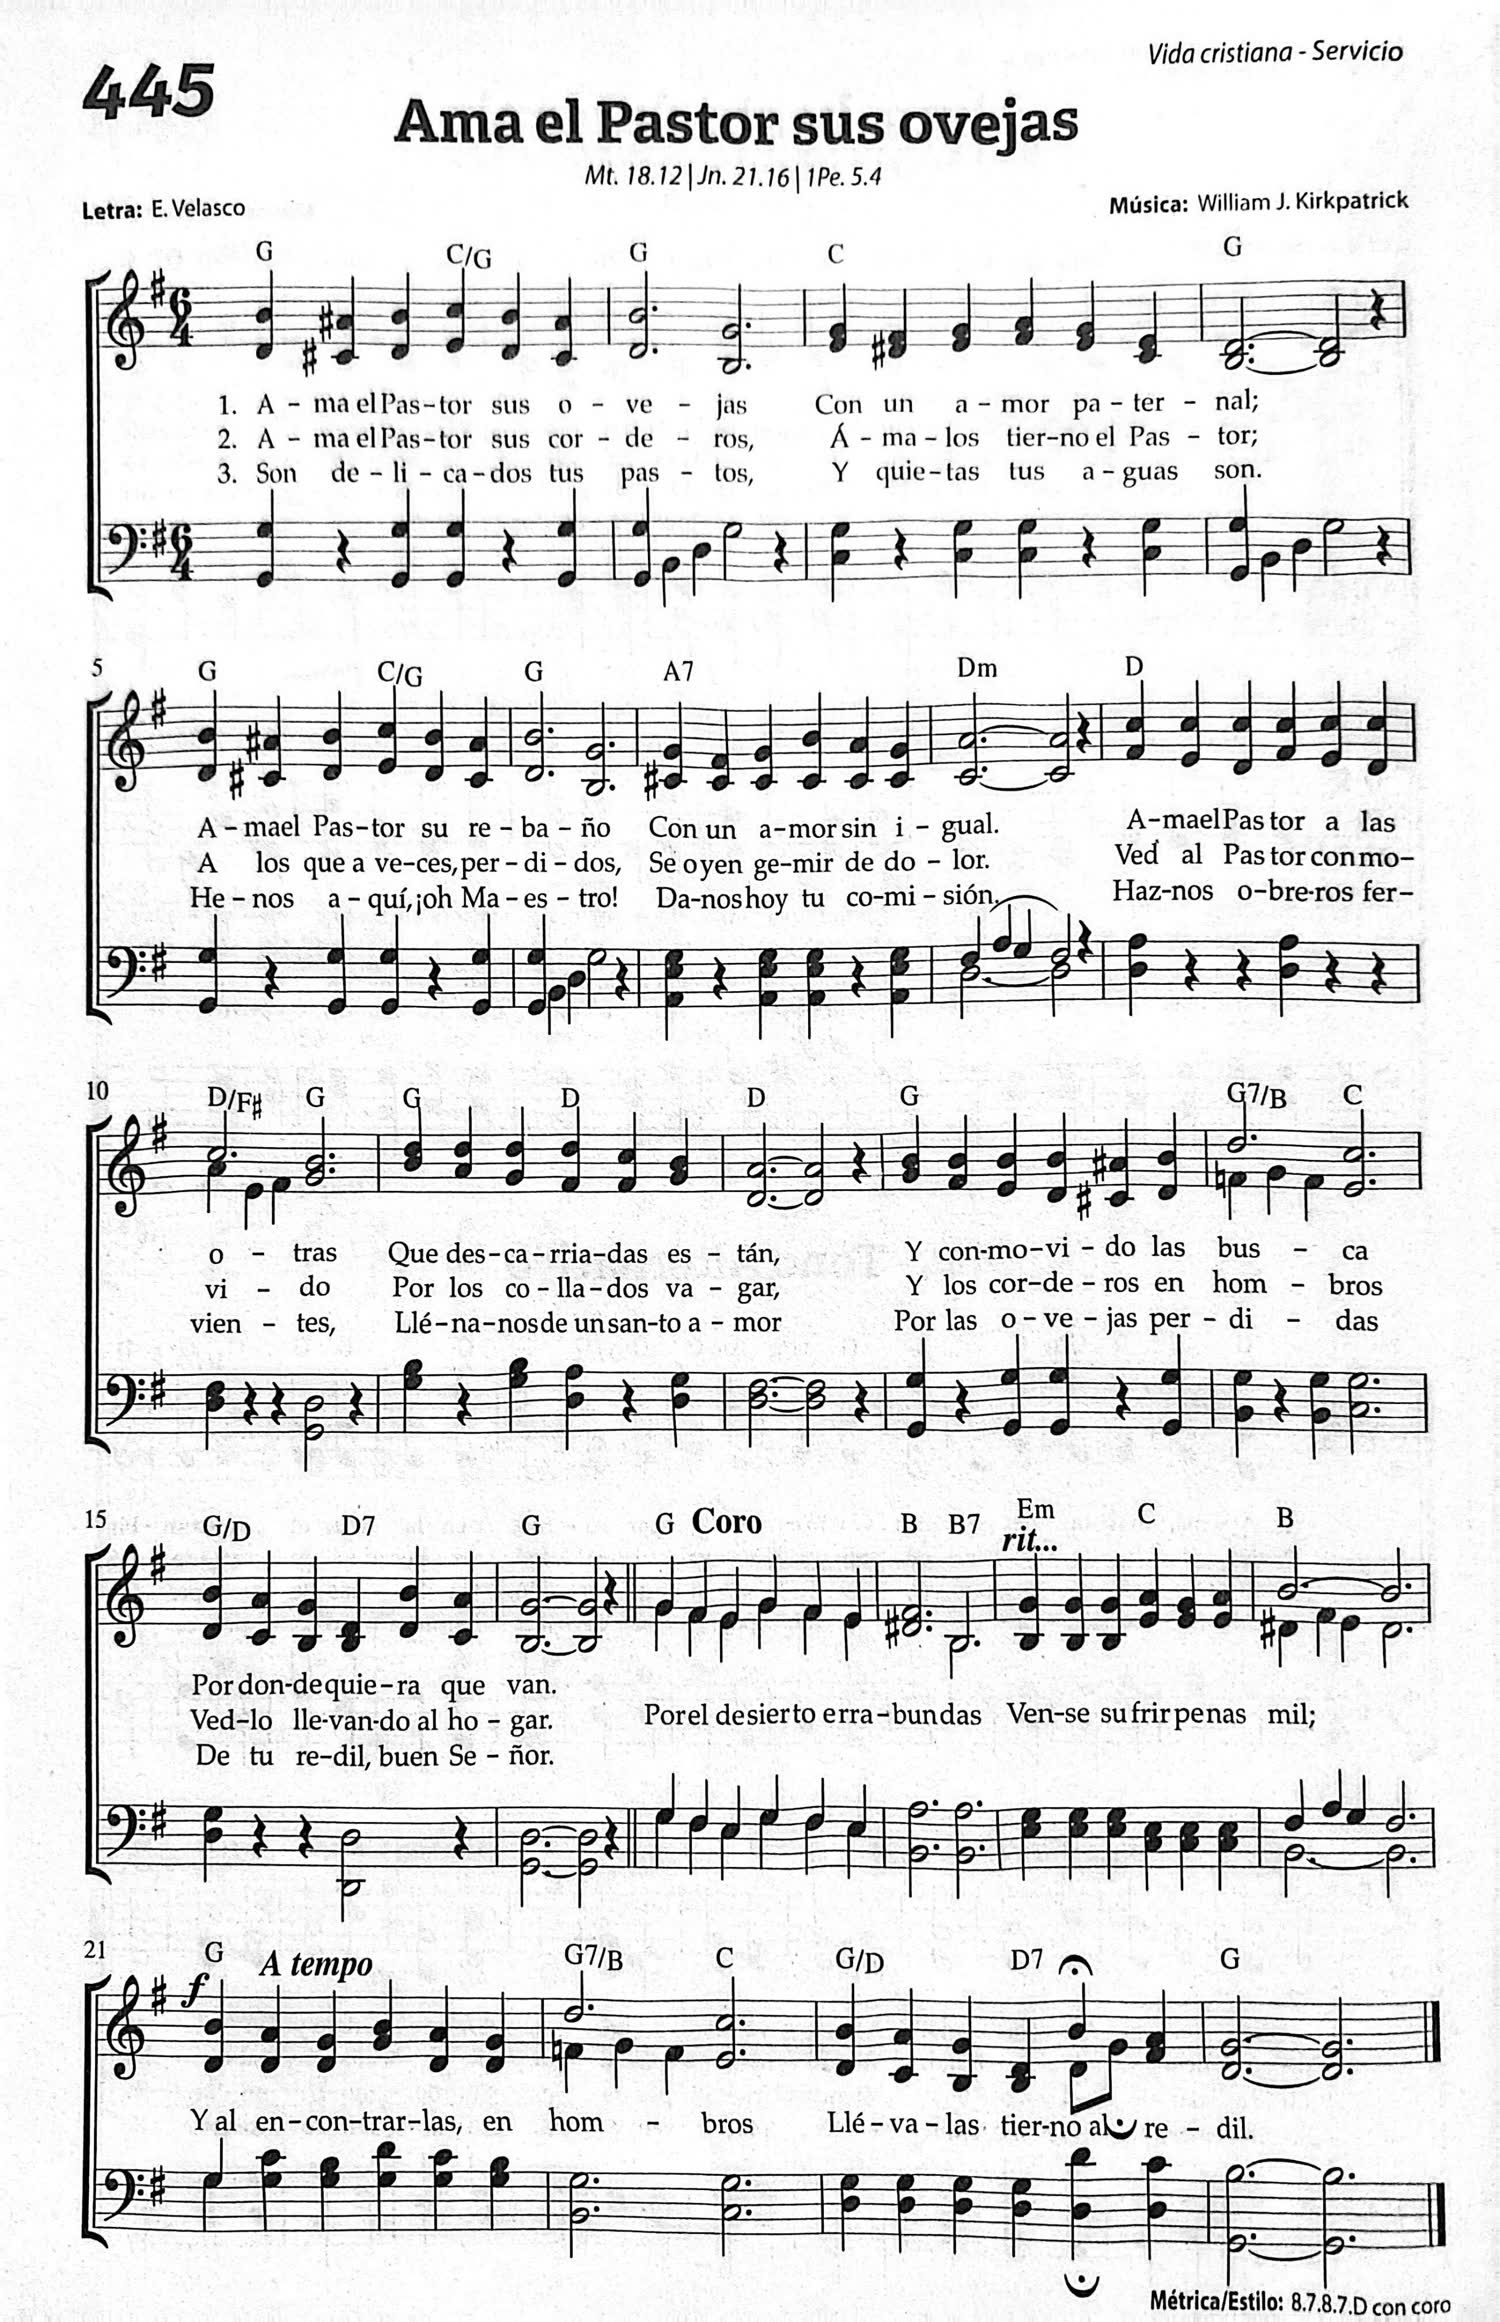 Vida cristiana - Servicio
445
Ama el Pastor sus ovejas
Mt. 18.12 | Jn. 21.16 | 1Pe. 5.4
Letra: E. Velasco
Música: William J. Kirkpatrick
G C/G G C G
6 4
1. A - ma el Pas - tor sus o - ve - jas Con un a - mor pa - ter - nal;
2. A - ma el Pas - tor sus cor - de - ros, Á - ma - los tier - no el Pas - tor;
3. Son de - li - ca - dos tus pas - tos, Y quie - tas tus a - guas son.
6 4
5 G C/G G A7 Dm D
A - mael Pas - tor su re - ba - ño Con un a - mor sin i - gual. A - mael Pas tor a las
A los que a ve - ces, per - di - dos, Se oyen ge - mir de do - lor. Ved al Pas tor con mo -
He - nos a - quí, ¡oh Ma - es - tro! Da - nos hoy tu co - mi - sión. Haz - nos o - bre - ros fer -
10 D/F# G G D D G G7/B C
o - tras Que des - ca - rria - das es - tán, Y con - mo - vi - do las bus - ca
vi - do Por los co - lla - dos va - gar, Y los cor - de - ros en hom - bros
vien - tes, Llé - na - nos de un san - to a - mor Por las o - ve - jas per - di - das
15 G/D D7 G G Coro B B7 Em C B
rit...
Por don - de quie - ra que van.
Ved - lo lle - van - do al ho - gar. Por el desierto erra - bundas Ven - se sufrir penas mil;
De tu re - dil, buen Se - ñor.
21 G A tempo G7/B C G/D D7 G
f
Y al en - con - trar - las, en hom - bros Llé - va - las tier - no al re - dil.
Métrica/Estilo: 8.7.8.7.D con coro